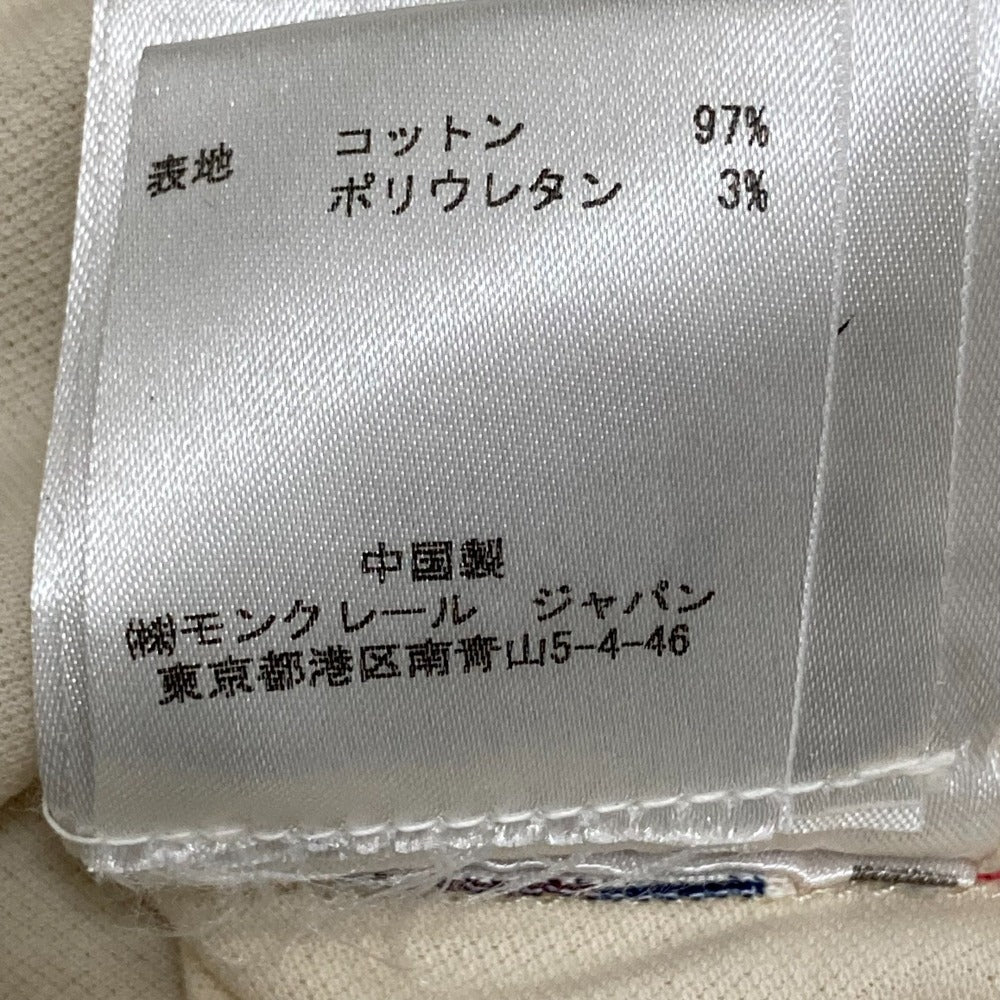 表地 コットン 97%
ポリウレタン 3%
中国製
㈱モンクレール ジャパン
東京都港区南青山5-4-46